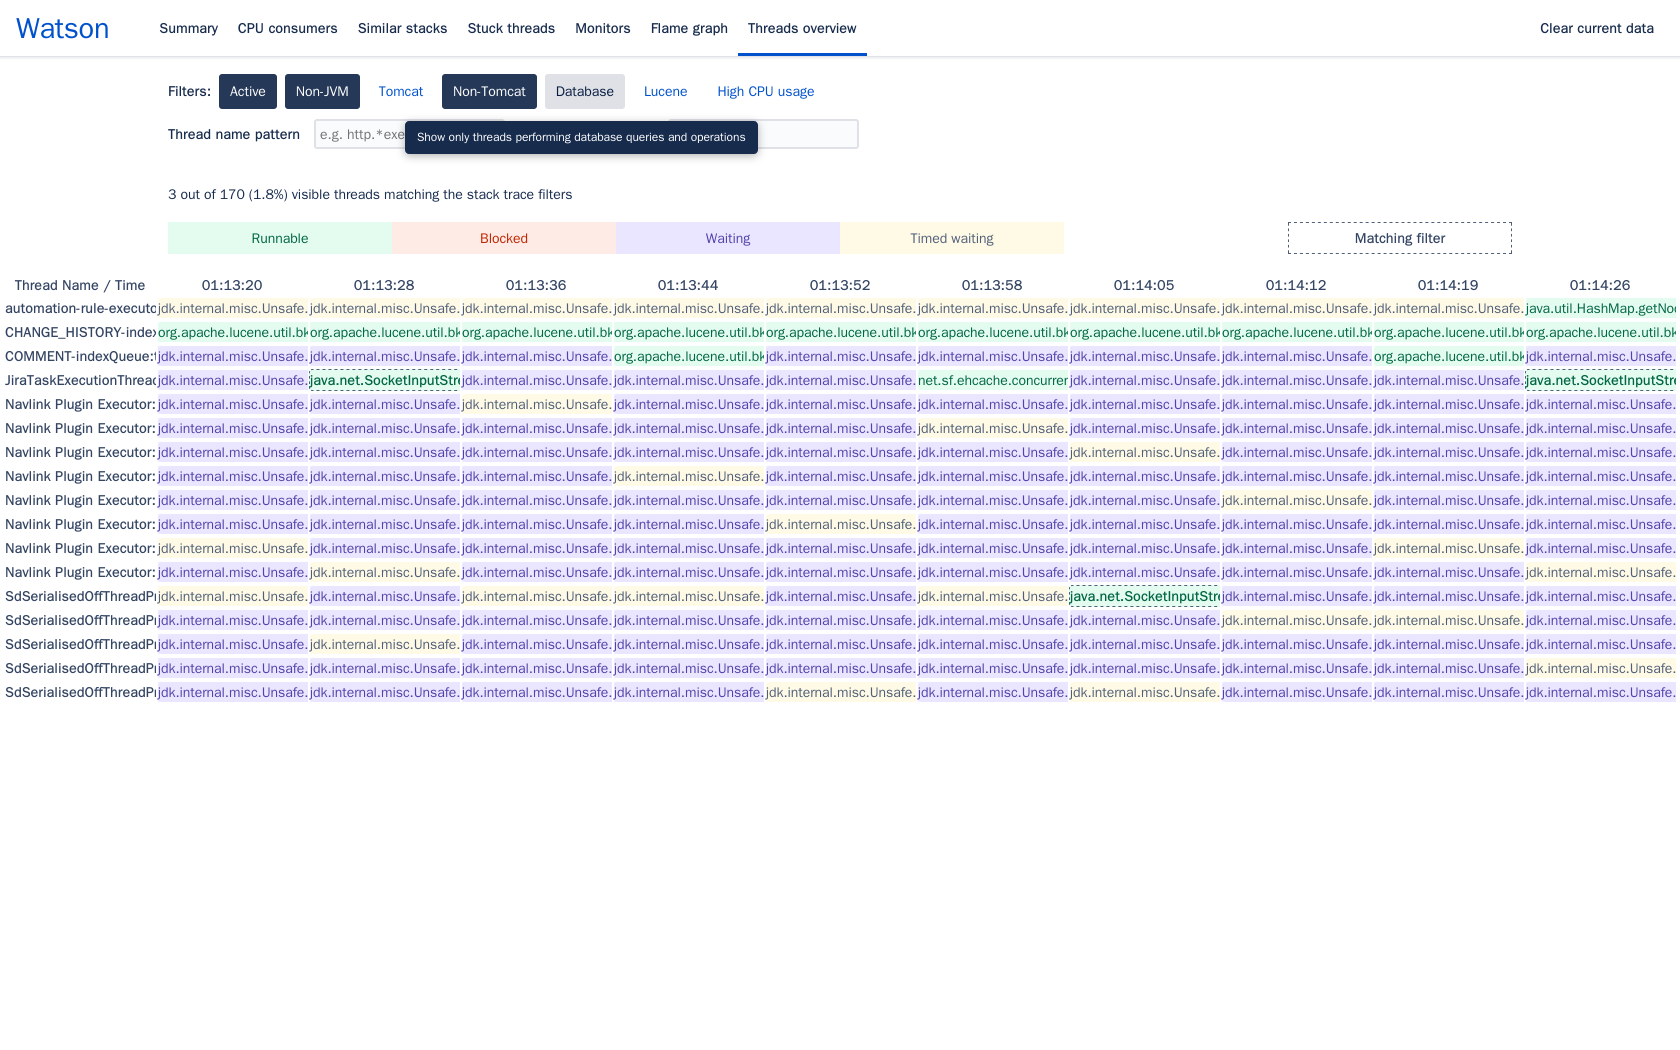 Watson Summary CPU consumers Similar stacks Stuck threads Monitors Flame graph Threads overview Clear current data
Filters: Active Non-JVM Tomcat Non-Tomcat Database Lucene High CPU usage
Thread name pattern e.g. http.*exe
Show only threads performing database queries and operations
3 out of 170 (1.8%) visible threads matching the stack trace filters
Runnable Blocked Waiting Timed waiting Matching filter
Thread Name / Time 01:13:20 01:13:28 01:13:36 01:13:44 01:13:52 01:13:58 01:14:05 01:14:12 01:14:19 01:14:26
automation-rule-executo jdk.internal.misc.Unsafe. jdk.internal.misc.Unsafe. jdk.internal.misc.Unsafe. jdk.internal.misc.Unsafe. jdk.internal.misc.Unsafe. jdk.internal.misc.Unsafe. jdk.internal.misc.Unsafe. jdk.internal.misc.Unsafe. jdk.internal.misc.Unsafe. java.util.HashMap.getNo
CHANGE_HISTORY-index org.apache.lucene.util.bk org.apache.lucene.util.bk org.apache.lucene.util.bk org.apache.lucene.util.bk org.apache.lucene.util.bk org.apache.lucene.util.bk org.apache.lucene.util.bk org.apache.lucene.util.bk org.apache.lucene.util.bk org.apache.lucene.util.bk
COMMENT-indexQueue: jdk.internal.misc.Unsafe. jdk.internal.misc.Unsafe. jdk.internal.misc.Unsafe. org.apache.lucene.util.bk jdk.internal.misc.Unsafe. jdk.internal.misc.Unsafe. jdk.internal.misc.Unsafe. jdk.internal.misc.Unsafe. org.apache.lucene.util.bk jdk.internal.misc.Unsafe.
JiraTaskExecutionThread jdk.internal.misc.Unsafe. java.net.SocketInputStre jdk.internal.misc.Unsafe. jdk.internal.misc.Unsafe. jdk.internal.misc.Unsafe. net.sf.ehcache.concurrer jdk.internal.misc.Unsafe. jdk.internal.misc.Unsafe. jdk.internal.misc.Unsafe. java.net.SocketInputStre
Navlink Plugin Executor: jdk.internal.misc.Unsafe. jdk.internal.misc.Unsafe. jdk.internal.misc.Unsafe. jdk.internal.misc.Unsafe. jdk.internal.misc.Unsafe. jdk.internal.misc.Unsafe. jdk.internal.misc.Unsafe. jdk.internal.misc.Unsafe. jdk.internal.misc.Unsafe. jdk.internal.misc.Unsafe.
Navlink Plugin Executor: jdk.internal.misc.Unsafe. jdk.internal.misc.Unsafe. jdk.internal.misc.Unsafe. jdk.internal.misc.Unsafe. jdk.internal.misc.Unsafe. jdk.internal.misc.Unsafe. jdk.internal.misc.Unsafe. jdk.internal.misc.Unsafe. jdk.internal.misc.Unsafe. jdk.internal.misc.Unsafe.
Navlink Plugin Executor: jdk.internal.misc.Unsafe. jdk.internal.misc.Unsafe. jdk.internal.misc.Unsafe. jdk.internal.misc.Unsafe. jdk.internal.misc.Unsafe. jdk.internal.misc.Unsafe. jdk.internal.misc.Unsafe. jdk.internal.misc.Unsafe. jdk.internal.misc.Unsafe. jdk.internal.misc.Unsafe.
Navlink Plugin Executor: jdk.internal.misc.Unsafe. jdk.internal.misc.Unsafe. jdk.internal.misc.Unsafe. jdk.internal.misc.Unsafe. jdk.internal.misc.Unsafe. jdk.internal.misc.Unsafe. jdk.internal.misc.Unsafe. jdk.internal.misc.Unsafe. jdk.internal.misc.Unsafe. jdk.internal.misc.Unsafe.
Navlink Plugin Executor: jdk.internal.misc.Unsafe. jdk.internal.misc.Unsafe. jdk.internal.misc.Unsafe. jdk.internal.misc.Unsafe. jdk.internal.misc.Unsafe. jdk.internal.misc.Unsafe. jdk.internal.misc.Unsafe. jdk.internal.misc.Unsafe. jdk.internal.misc.Unsafe. jdk.internal.misc.Unsafe.
Navlink Plugin Executor: jdk.internal.misc.Unsafe. jdk.internal.misc.Unsafe. jdk.internal.misc.Unsafe. jdk.internal.misc.Unsafe. jdk.internal.misc.Unsafe. jdk.internal.misc.Unsafe. jdk.internal.misc.Unsafe. jdk.internal.misc.Unsafe. jdk.internal.misc.Unsafe. jdk.internal.misc.Unsafe.
Navlink Plugin Executor: jdk.internal.misc.Unsafe. jdk.internal.misc.Unsafe. jdk.internal.misc.Unsafe. jdk.internal.misc.Unsafe. jdk.internal.misc.Unsafe. jdk.internal.misc.Unsafe. jdk.internal.misc.Unsafe. jdk.internal.misc.Unsafe. jdk.internal.misc.Unsafe. jdk.internal.misc.Unsafe.
Navlink Plugin Executor: jdk.internal.misc.Unsafe. jdk.internal.misc.Unsafe. jdk.internal.misc.Unsafe. jdk.internal.misc.Unsafe. jdk.internal.misc.Unsafe. jdk.internal.misc.Unsafe. jdk.internal.misc.Unsafe. jdk.internal.misc.Unsafe. jdk.internal.misc.Unsafe. jdk.internal.misc.Unsafe.
SdSerialisedOffThreadPr jdk.internal.misc.Unsafe. jdk.internal.misc.Unsafe. jdk.internal.misc.Unsafe. jdk.internal.misc.Unsafe. jdk.internal.misc.Unsafe. jdk.internal.misc.Unsafe. java.net.SocketInputStre jdk.internal.misc.Unsafe. jdk.internal.misc.Unsafe. jdk.internal.misc.Unsafe.
SdSerialisedOffThreadPr jdk.internal.misc.Unsafe. jdk.internal.misc.Unsafe. jdk.internal.misc.Unsafe. jdk.internal.misc.Unsafe. jdk.internal.misc.Unsafe. jdk.internal.misc.Unsafe. jdk.internal.misc.Unsafe. jdk.internal.misc.Unsafe. jdk.internal.misc.Unsafe. jdk.internal.misc.Unsafe.
SdSerialisedOffThreadPr jdk.internal.misc.Unsafe. jdk.internal.misc.Unsafe. jdk.internal.misc.Unsafe. jdk.internal.misc.Unsafe. jdk.internal.misc.Unsafe. jdk.internal.misc.Unsafe. jdk.internal.misc.Unsafe. jdk.internal.misc.Unsafe. jdk.internal.misc.Unsafe. jdk.internal.misc.Unsafe.
SdSerialisedOffThreadPr jdk.internal.misc.Unsafe. jdk.internal.misc.Unsafe. jdk.internal.misc.Unsafe. jdk.internal.misc.Unsafe. jdk.internal.misc.Unsafe. jdk.internal.misc.Unsafe. jdk.internal.misc.Unsafe. jdk.internal.misc.Unsafe. jdk.internal.misc.Unsafe. jdk.internal.misc.Unsafe.
SdSerialisedOffThreadPr jdk.internal.misc.Unsafe. jdk.internal.misc.Unsafe. jdk.internal.misc.Unsafe. jdk.internal.misc.Unsafe. jdk.internal.misc.Unsafe. jdk.internal.misc.Unsafe. jdk.internal.misc.Unsafe. jdk.internal.misc.Unsafe. jdk.internal.misc.Unsafe. jdk.internal.misc.Unsafe.